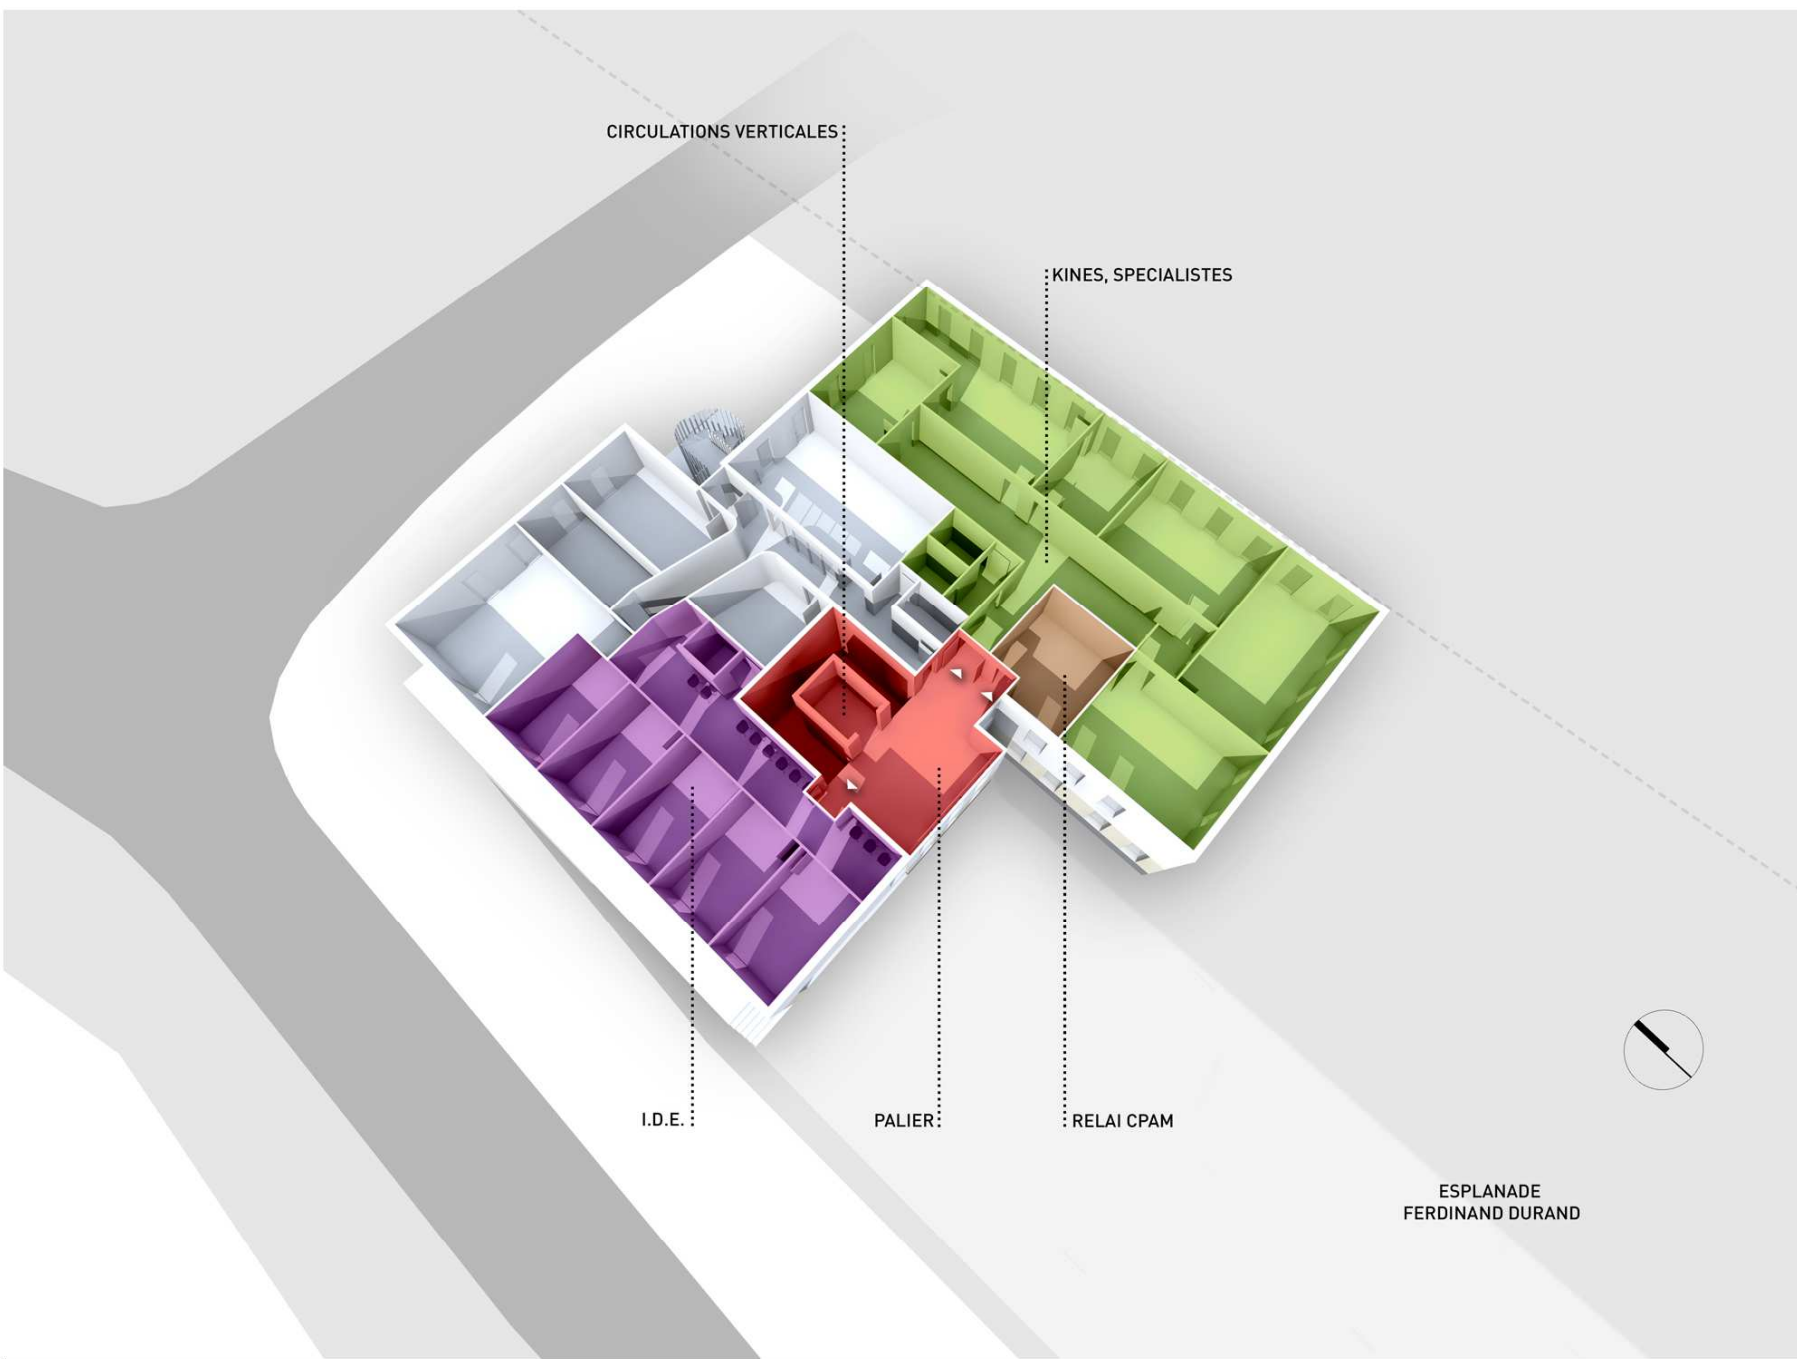 CIRCULATIONS VERTICALES
KINES, SPECIALISTES
I.D.E.
PALIER
RELAI CPAM
ESPLANADE
FERDINAND DURAND